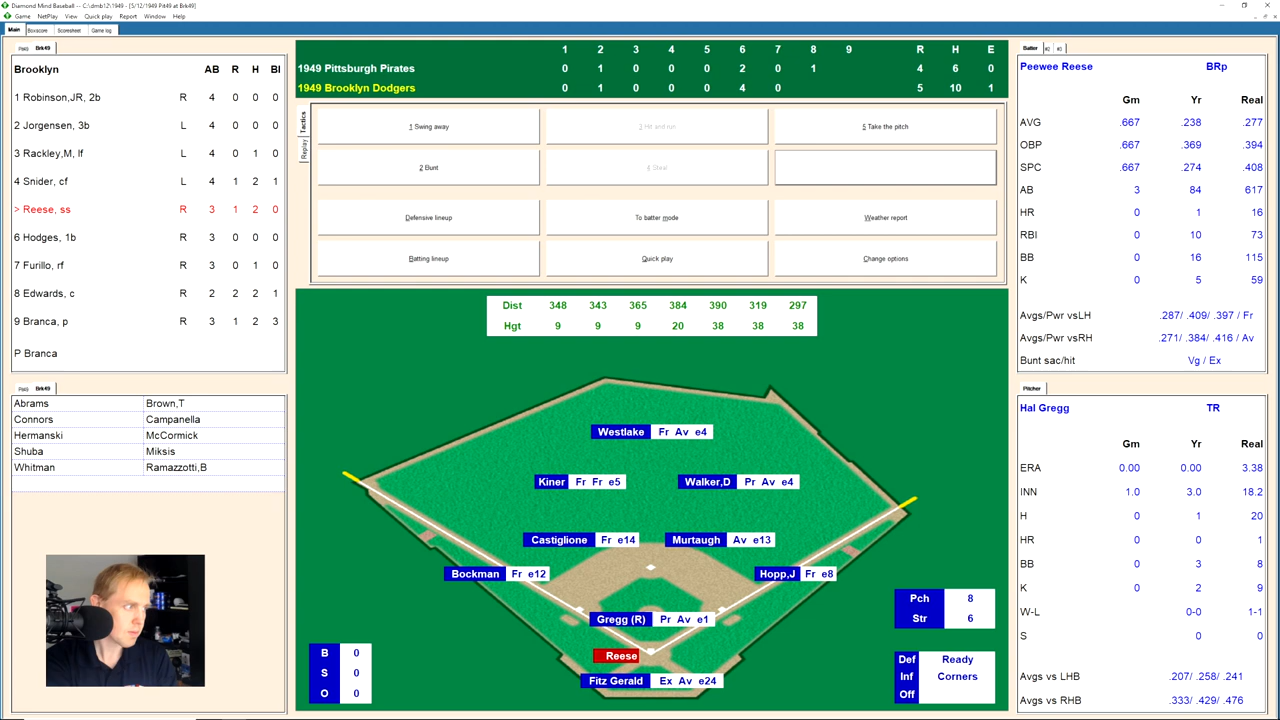 Diamond Mind Baseball -- C:\dmb12\1949 - [5/12/1949 Pit49 at Brk49]
Game NetPlay View Quick play Report Window Help
Main Boxscore Scoresheet Game log
Brk49
Brooklyn AB R H BI
1 Robinson,JR, 2b R 4 0 0 0
2 Jorgensen, 3b L 4 0 0 0
3 Rackley,M, lf L 4 0 1 0
4 Snider, cf L 4 1 2 1
> Reese, ss R 3 1 2 0
6 Hodges, 1b R 3 0 0 0
7 Furillo, rf R 3 0 1 0
8 Edwards, c R 2 2 2 1
9 Branca, p R 3 1 2 3
P Branca
Brk49
Abrams Brown,T
Connors Campanella
Hermanski McCormick
Shuba Miksis
Whitman Ramazzotti,B
1 2 3 4 5 6 7 8 9 R H E
1949 Pittsburgh Pirates 0 1 0 0 0 2 0 1 4 6 0
1949 Brooklyn Dodgers 0 1 0 0 0 4 0 5 10 1
Tactics
Replay
1 Swing away
3 Hit and run
5 Take the pitch
2 Bunt
4 Steal
Defensive lineup
To batter mode
Weather report
Batting lineup
Quick play
Change options
Dist 348 343 365 384 390 319 297
Hgt 9 9 9 20 38 38 38
Westlake Fr Av e4
Kiner Fr Fr e5
Walker,D Pr Av e4
Castiglione Fr e14
Murtaugh Av e13
Bockman Fr e12
Hopp,J Fr e8
Gregg (R) Pr Av e1
Reese
Fitz Gerald Ex Av e24
B 0
S 0
O 0
Pch 8
Str 6
Def Ready
Inf Corners
Off
Batter
Peewee Reese BRp
Gm Yr Real
AVG .667 .238 .277
OBP .667 .369 .394
SPC .667 .274 .408
AB 3 84 617
HR 0 1 16
RBI 0 10 73
BB 0 16 115
K 0 5 59
Avgs/Pwr vsLH .287/ .409/ .397 / Fr
Avgs/Pwr vsRH .271/ .384/ .416 / Av
Bunt sac/hit Vg / Ex
Pitcher
Hal Gregg TR
Gm Yr Real
ERA 0.00 0.00 3.38
INN 1.0 3.0 18.2
H 0 1 20
HR 0 0 1
BB 0 3 8
K 0 2 9
W-L 0-0 1-1
S 0 0
Avgs vs LHB .207/ .258/ .241
Avgs vs RHB .333/ .429/ .476